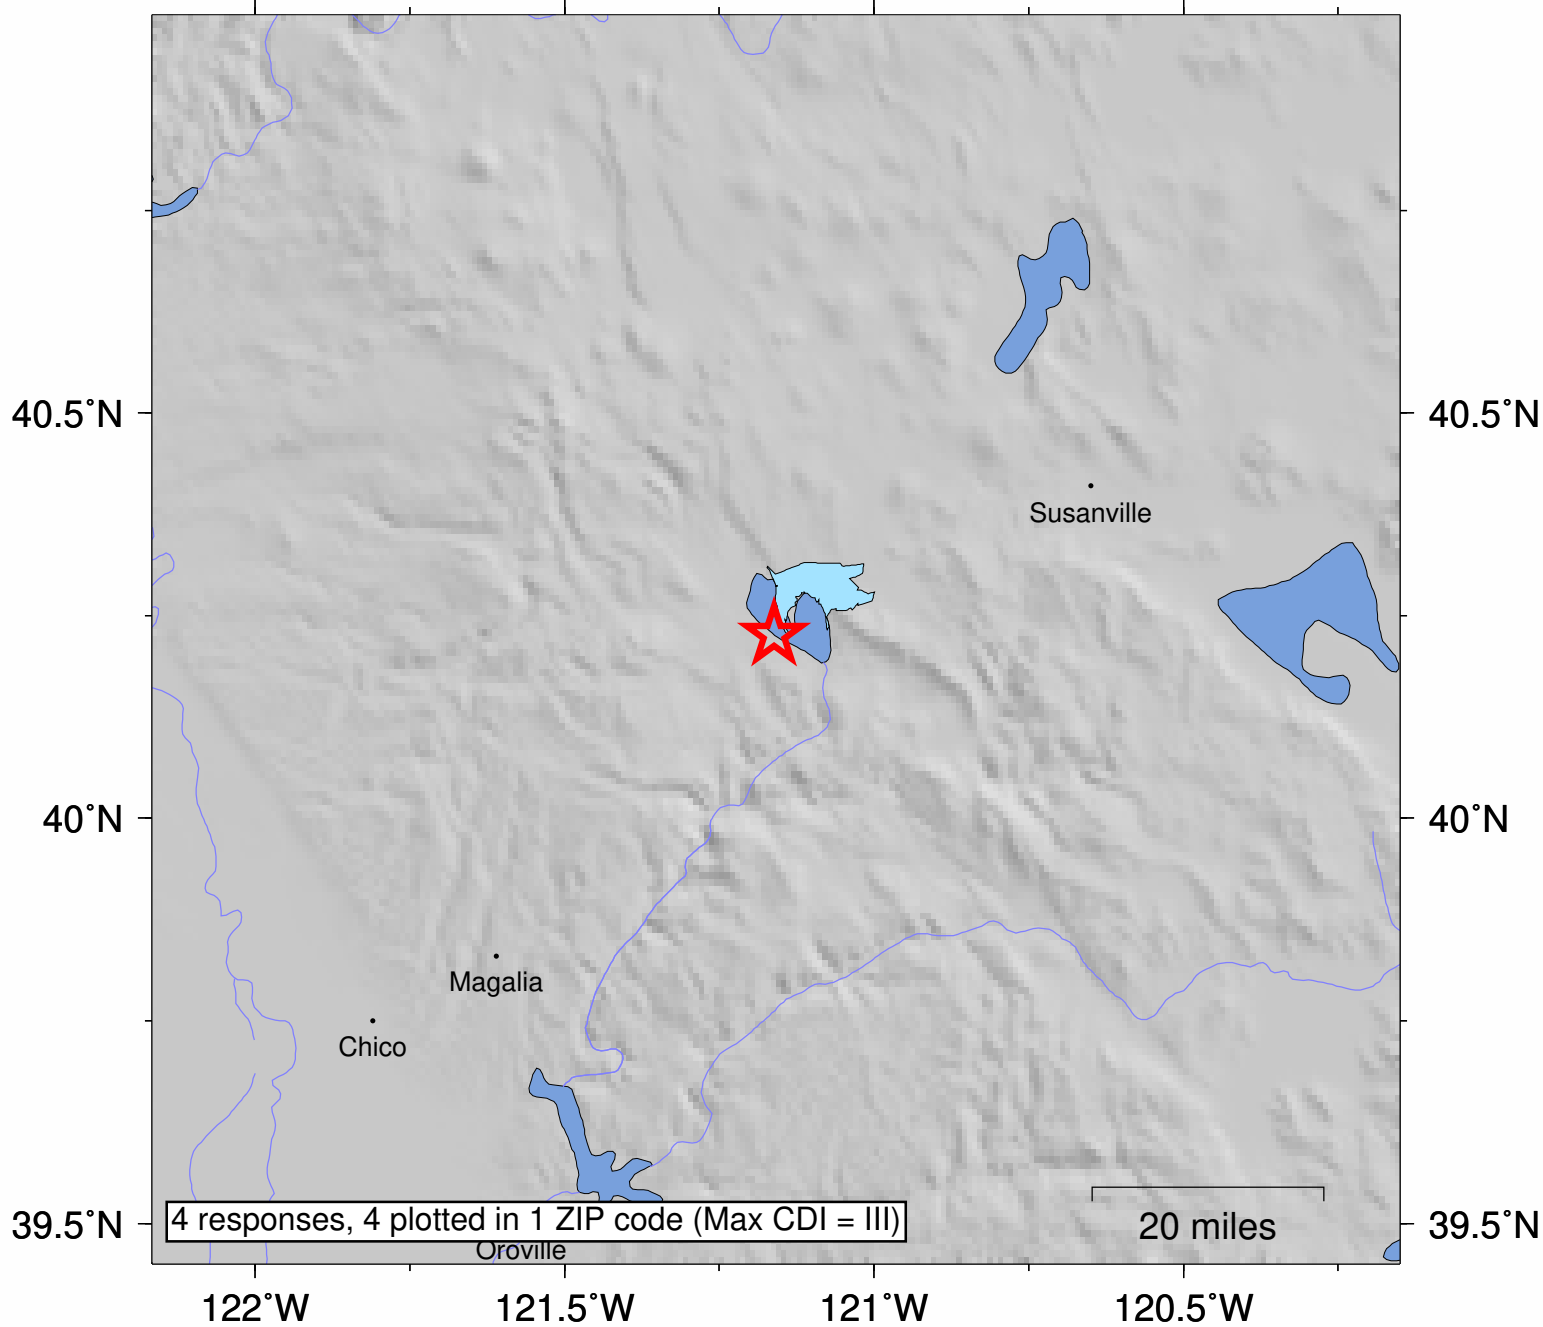 40.5˚N
40.5˚N
Susanville
40˚N
40˚N
Magalia
Chico
4 responses, 4 plotted in 1 ZIP code (Max CDI = III)
20 miles
39.5˚N
39.5˚N
Oroville
122˚W
121.5˚W
121˚W
120.5˚W